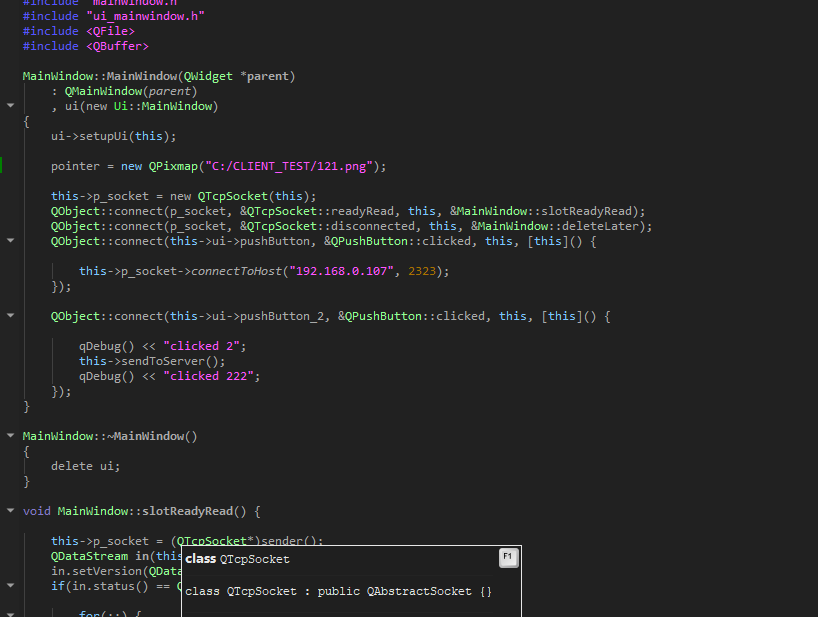 #include "mainwindow.h"
#include "ui_mainwindow.h"
#include <QFile>
#include <QBuffer>
MainWindow::MainWindow(QWidget *parent)
: QMainWindow(parent)
, ui(new Ui::MainWindow)
{
ui->setupUi(this);
pointer = new QPixmap("C:/CLIENT_TEST/121.png");
this->p_socket = new QTcpSocket(this);
QObject::connect(p_socket, &QTcpSocket::readyRead, this, &MainWindow::slotReadyRead);
QObject::connect(p_socket, &QTcpSocket::disconnected, this, &MainWindow::deleteLater);
QObject::connect(this->ui->pushButton, &QPushButton::clicked, this, [this]() {
this->p_socket->connectToHost("192.168.0.107", 2323);
});
QObject::connect(this->ui->pushButton_2, &QPushButton::clicked, this, [this]() {
qDebug() << "clicked 2";
this->sendToServer();
qDebug() << "clicked 222";
});
}
MainWindow::~MainWindow()
{
delete ui;
}
void MainWindow::slotReadyRead() {
this->p_socket = (QTcpSocket*)sender();
QDataStream in(this
class QTcpSocket
F1
in.setVersion(QData
if(in.status() ==
class QTcpSocket : public QAbstractSocket {}
for(;;) {